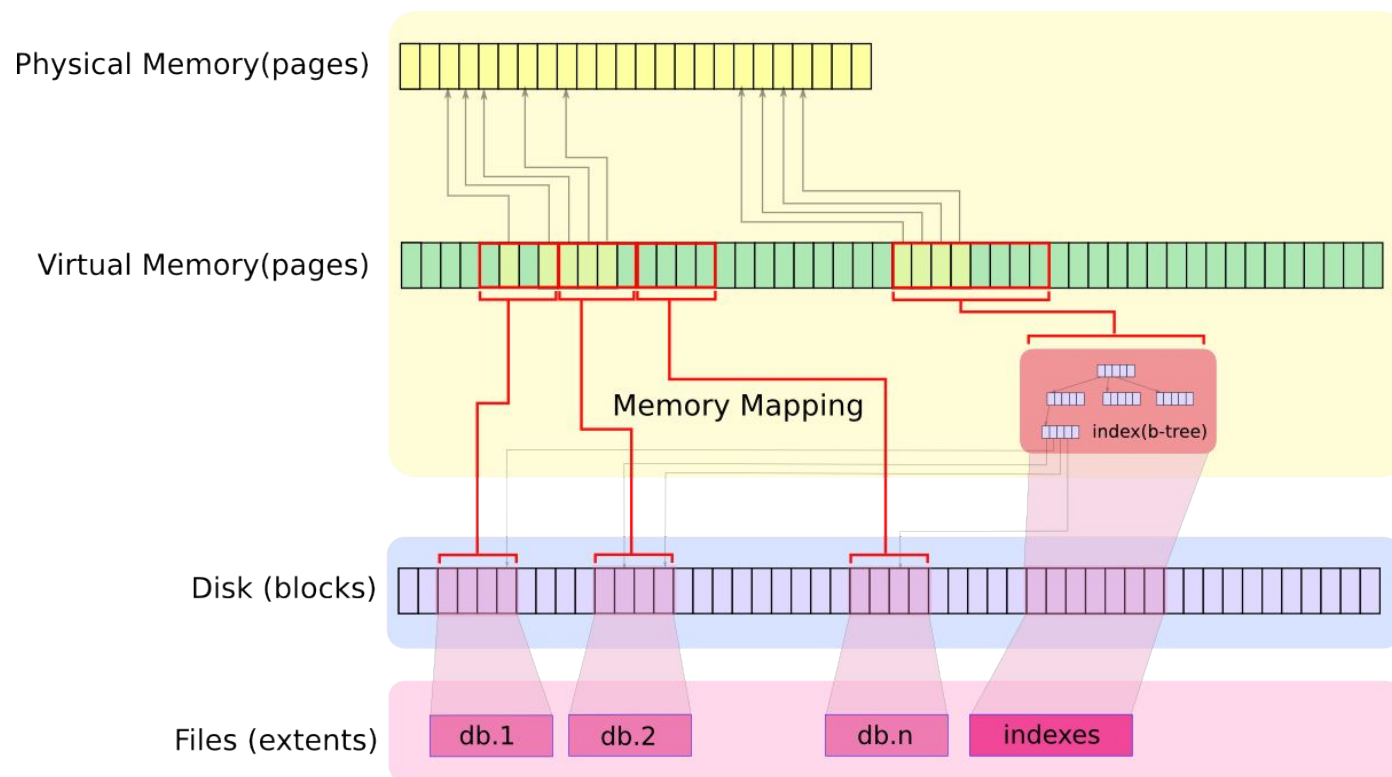 Physical Memory(pages)
Virtual Memory(pages)
Memory Mapping
index(b-tree)
Disk (blocks)
Files (extents)
db.1
db.2
db.n
indexes